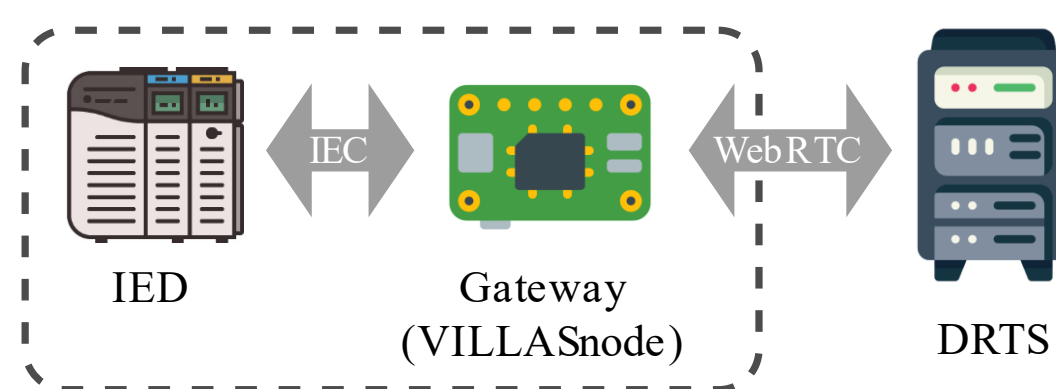 IEC
WebRTC
IED
Gateway
(VILLASnode)
DRTS